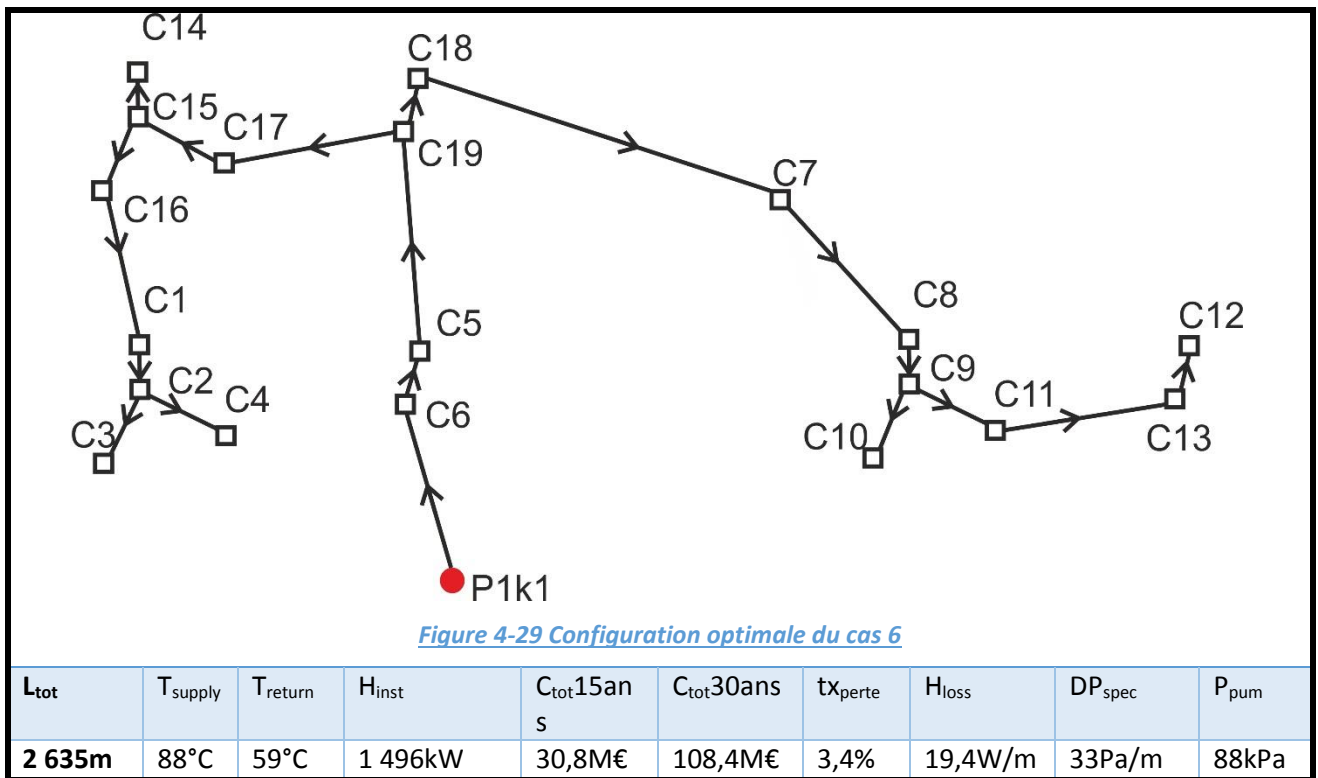 C14
C18
C15
C17
C19
C7
C16
C8
C1
C5
C12
C9
C2
C4
C11
C6
C3
C10
C13
P1k1
Figure 4-29 Configuration optimale du cas 6
Ltot Tsupply Treturn Hinst Ctot15an Ctot30ans txperte Hloss DPspec Ppum
s
2 635m 88°C 59°C 1 496kW 30,8M€ 108,4M€ 3,4% 19,4W/m 33Pa/m 88kPa